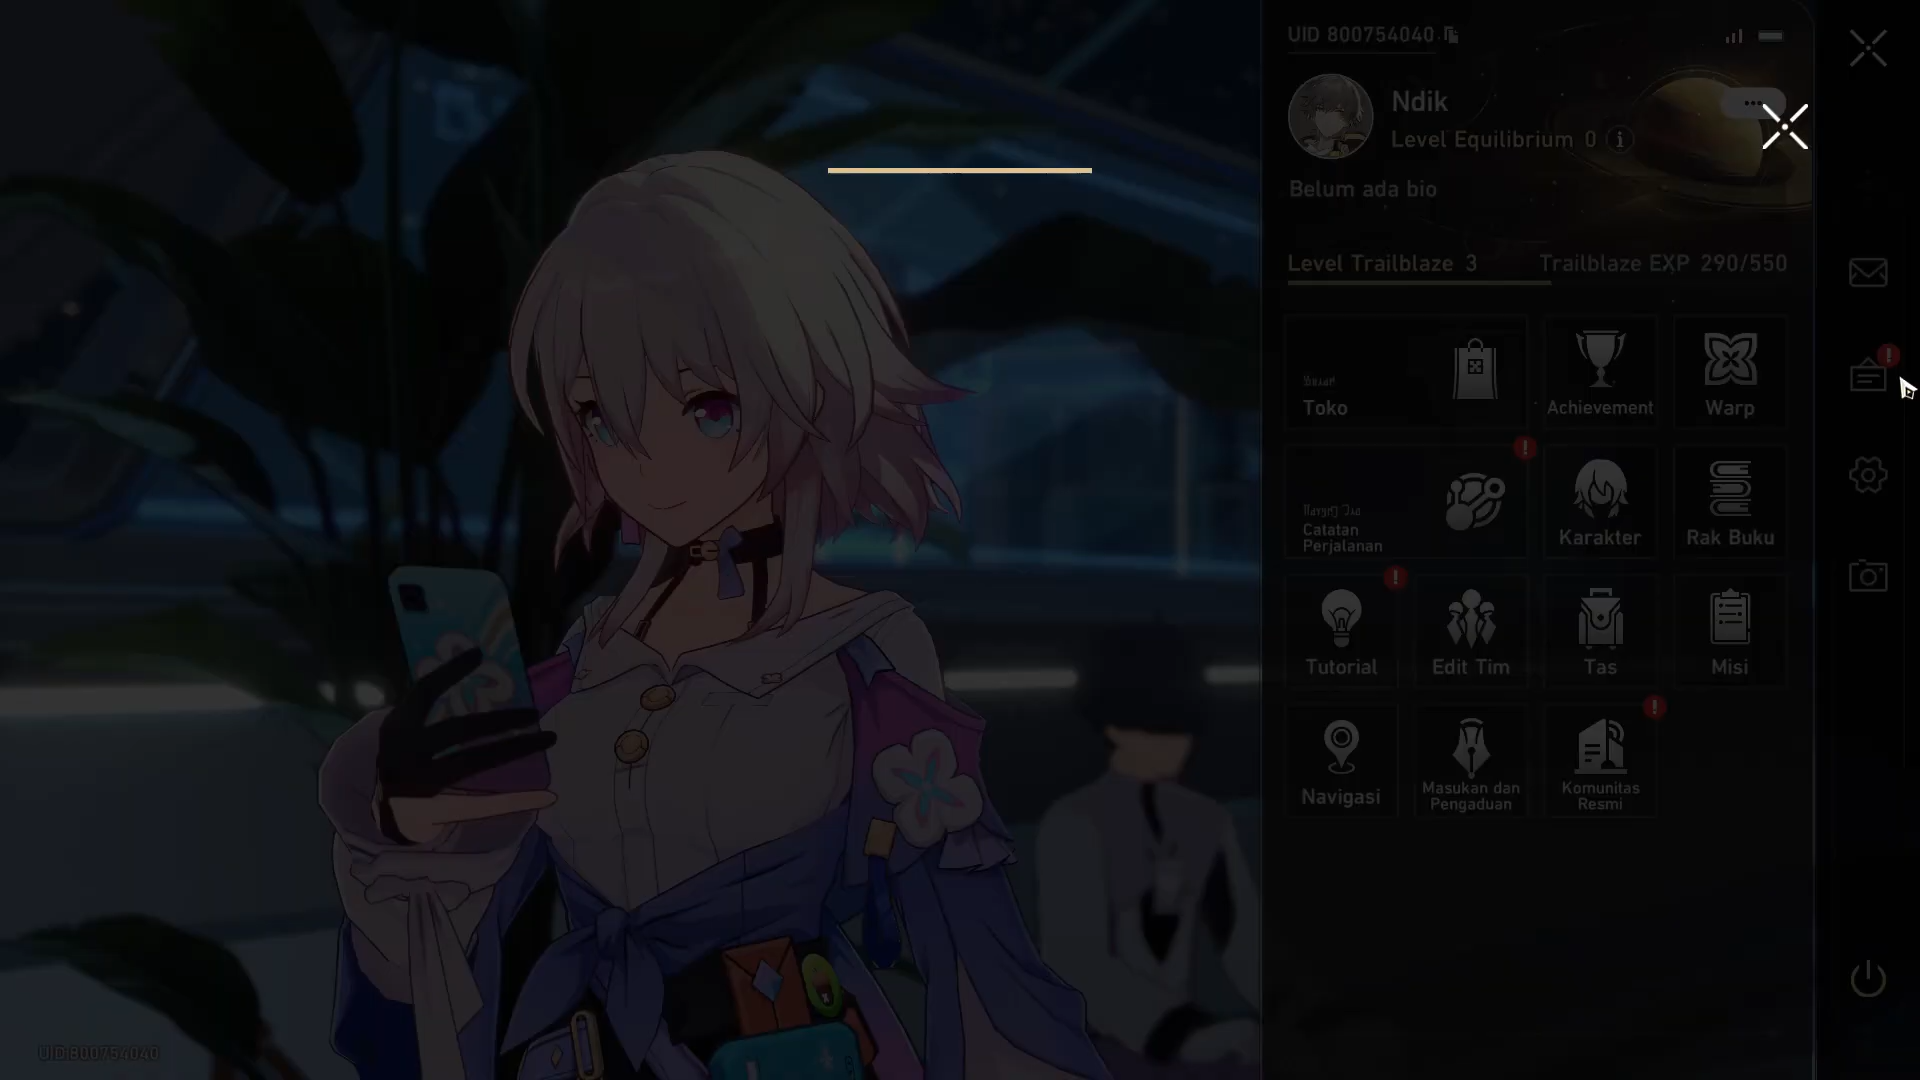 UID 800754040
Ndik
Level Equilibrium 0
Belum ada bio
Level Trailblaze 3
Trailblaze EXP 290/550
Toko
Achievement
Warp
Catatan
Perjalanan
Karakter
Rak Buku
Tutorial
Edit Tim
Tas
Misi
Navigasi
Masukan dan
Pengaduan
Komunitas
Resmi
UID:800754040